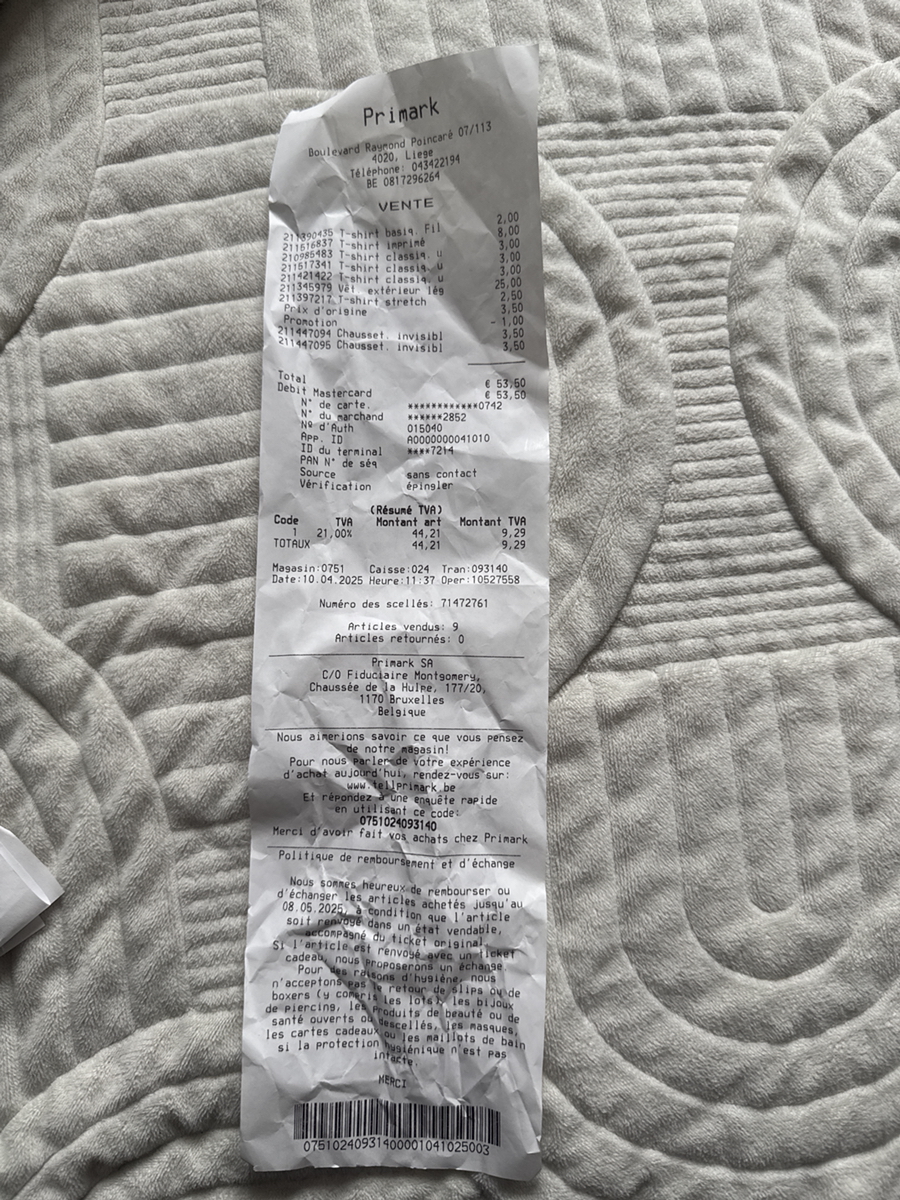 Primark
Boulevard Raymond Poincaré 07/113
4020, Liege
Téléphone: 043422194
BE 0817296264
VENTE
211390435 T-shirt basiq. Fil 2,00
211516837 T-shirt imprimé 8,00
210985483 T-shirt classiq. u 3,00
211517341 T-shirt classiq. u 3,00
211421422 T-shirt classiq. u 3,00
211345979 Vêt. extérieur lég 25,00
211397217 T-shirt stretch 2,50
Prix d'origine 3,50
Promotion - 1,00
211447094 Chausset. invisibl 3,50
211447095 Chausset. invisibl 3,50
Total € 53,50
Debit Mastercard € 53,50
N° de carte. ************0742
N° du marchand ******2852
Nº d'Auth 015040
App. ID A0000000041010
ID du terminal ****7214
PAN N° de séq
Source sans contact
Vérification épingler
(Résumé TVA)
Code TVA Montant art Montant TVA
1 21,00% 44,21 9,29
TOTAUX 44,21 9,29
Magasin:0751 Caisse:024 Tran:093140
Date:10.04.2025 Heure:11:37 Oper:10527558
Numéro des scellés: 71472761
Articles vendus: 9
Articles retournés: 0
Primark SA
C/O Fiduciaire Montgomery,
Chaussée de la Hulpe, 177/20,
1170 Bruxelles
Belgique
Nous aimerions savoir ce que vous pensez
de notre magasin!
Pour nous parler de votre expérience
d'achat aujourd'hui, rendez-vous sur:
www.tellprimark.be
Et répondez à une enquête rapide
en utilisant ce code:
0751024093140
Merci d'avoir fait vos achats chez Primark
Politique de remboursement et d'échange
Nous sommes heureux de rembourser ou
d'échanger les articles achetés jusqu'au
08.05.2025, à condition que l'article
soit renvoyé dans un état vendable,
accompagné du ticket original.
Si l'article est renvoyé avec un ticket
cadeau, nous proposerons un échange.
Pour des raisons d'hygiène, nous
n'acceptons pas le retour de slips ou de
boxers (y compris les lots), les bijoux
de piercing, les produits de beauté ou de
santé ouverts ou descellés, les masques,
les cartes cadeaux ou les maillots de bain
si la protection hygiénique n'est pas
intacte.
MERCI
07510240931400001041025003